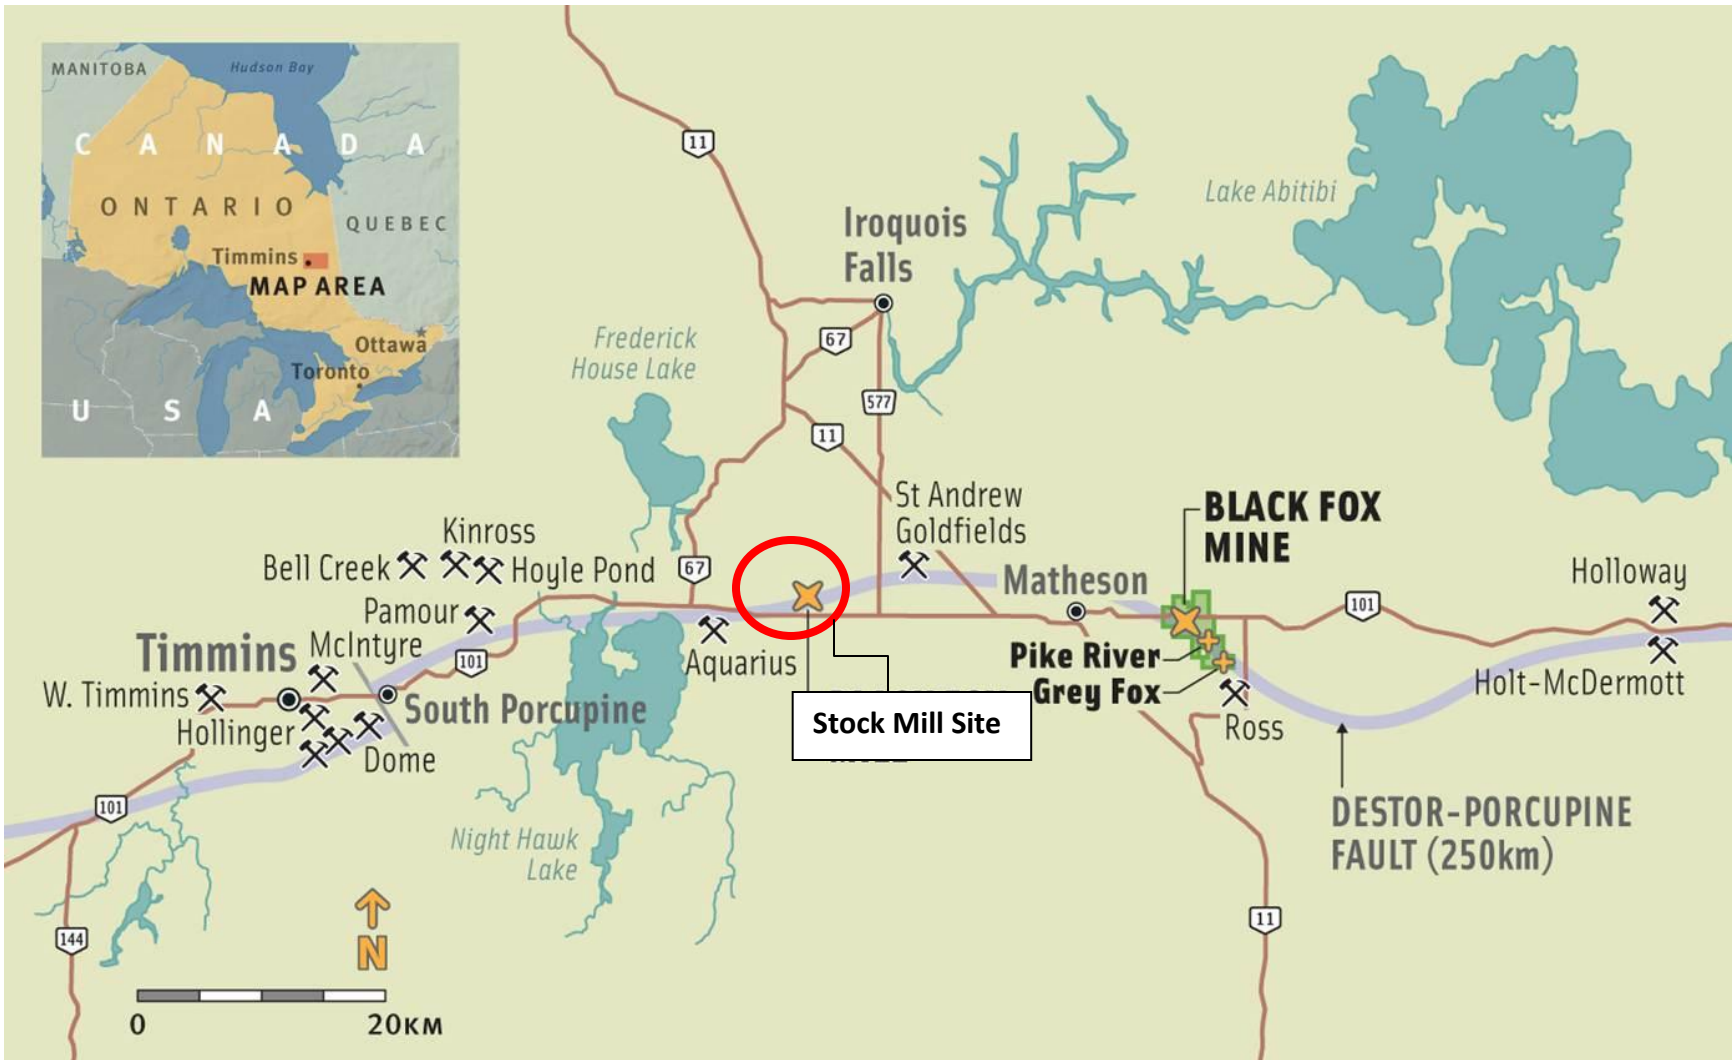 MANITOBA
Hudson Bay
CANADA
ONTARIO
QUEBEC
Timmins
MAP AREA
Ottawa
Toronto
USA
11
Iroquois
Falls
Lake Abitibi
67
Frederick
House Lake
577
11
St Andrew
Goldfields
BLACK FOX
MINE
Kinross
Bell Creek
Hoyle Pond
67
Matheson
Holloway
101
Pamour
McIntyre
Timmins
101
Aquarius
Pike River
Grey Fox
W. Timmins
South Porcupine
Holt-McDermott
Hollinger
Stock Mill Site
Ross
Dome
101
DESTOR-PORCUPINE
FAULT (250km)
Night Hawk
Lake
144
N
11
0
20KM